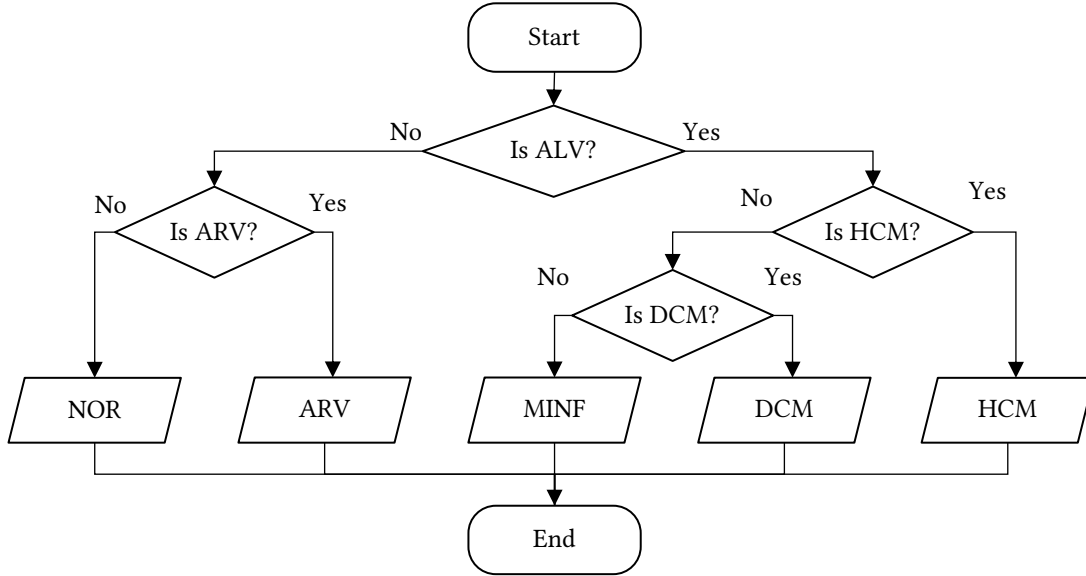 Start
Is ALV?
No
Yes
Is ARV?
No
Yes
Is HCM?
No
Yes
Is DCM?
No
Yes
NOR
ARV
MINF
DCM
HCM
End